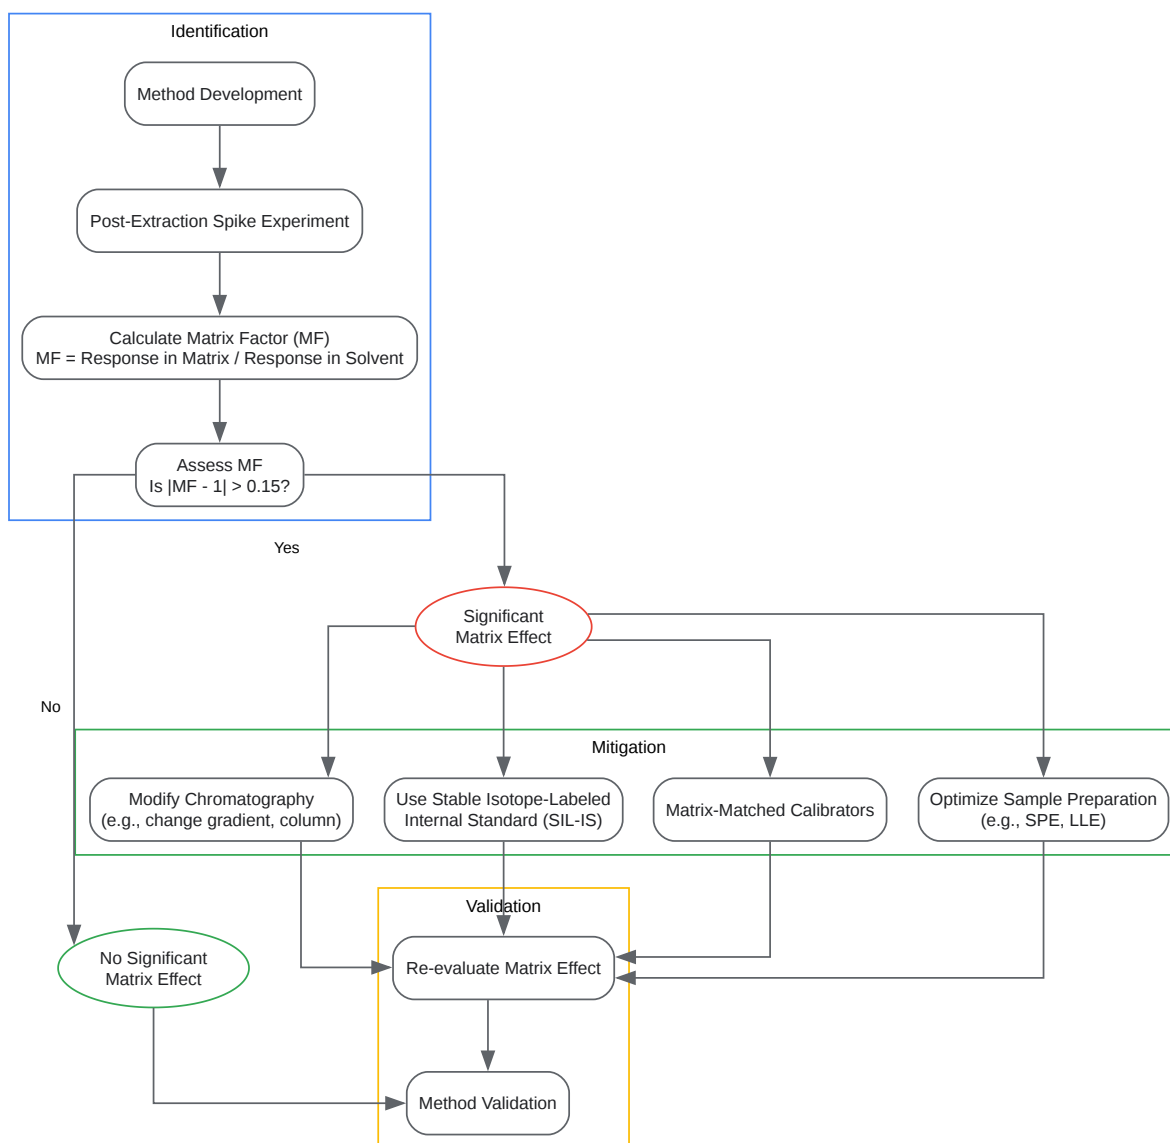 Identification
Method Development
Post-Extraction Spike Experiment
Calculate Matrix Factor (MF)
MF = Response in Matrix / Response in Solvent
Assess MF
Is |MF - 1| > 0.15?
Yes
Significant
Matrix Effect
No
Mitigation
Modify Chromatography
(e.g., change gradient, column)
Use Stable Isotope-Labeled
Internal Standard (SIL-IS)
Matrix-Matched Calibrators
Optimize Sample Preparation
(e.g., SPE, LLE)
Validation
No Significant
Matrix Effect
Re-evaluate Matrix Effect
Method Validation